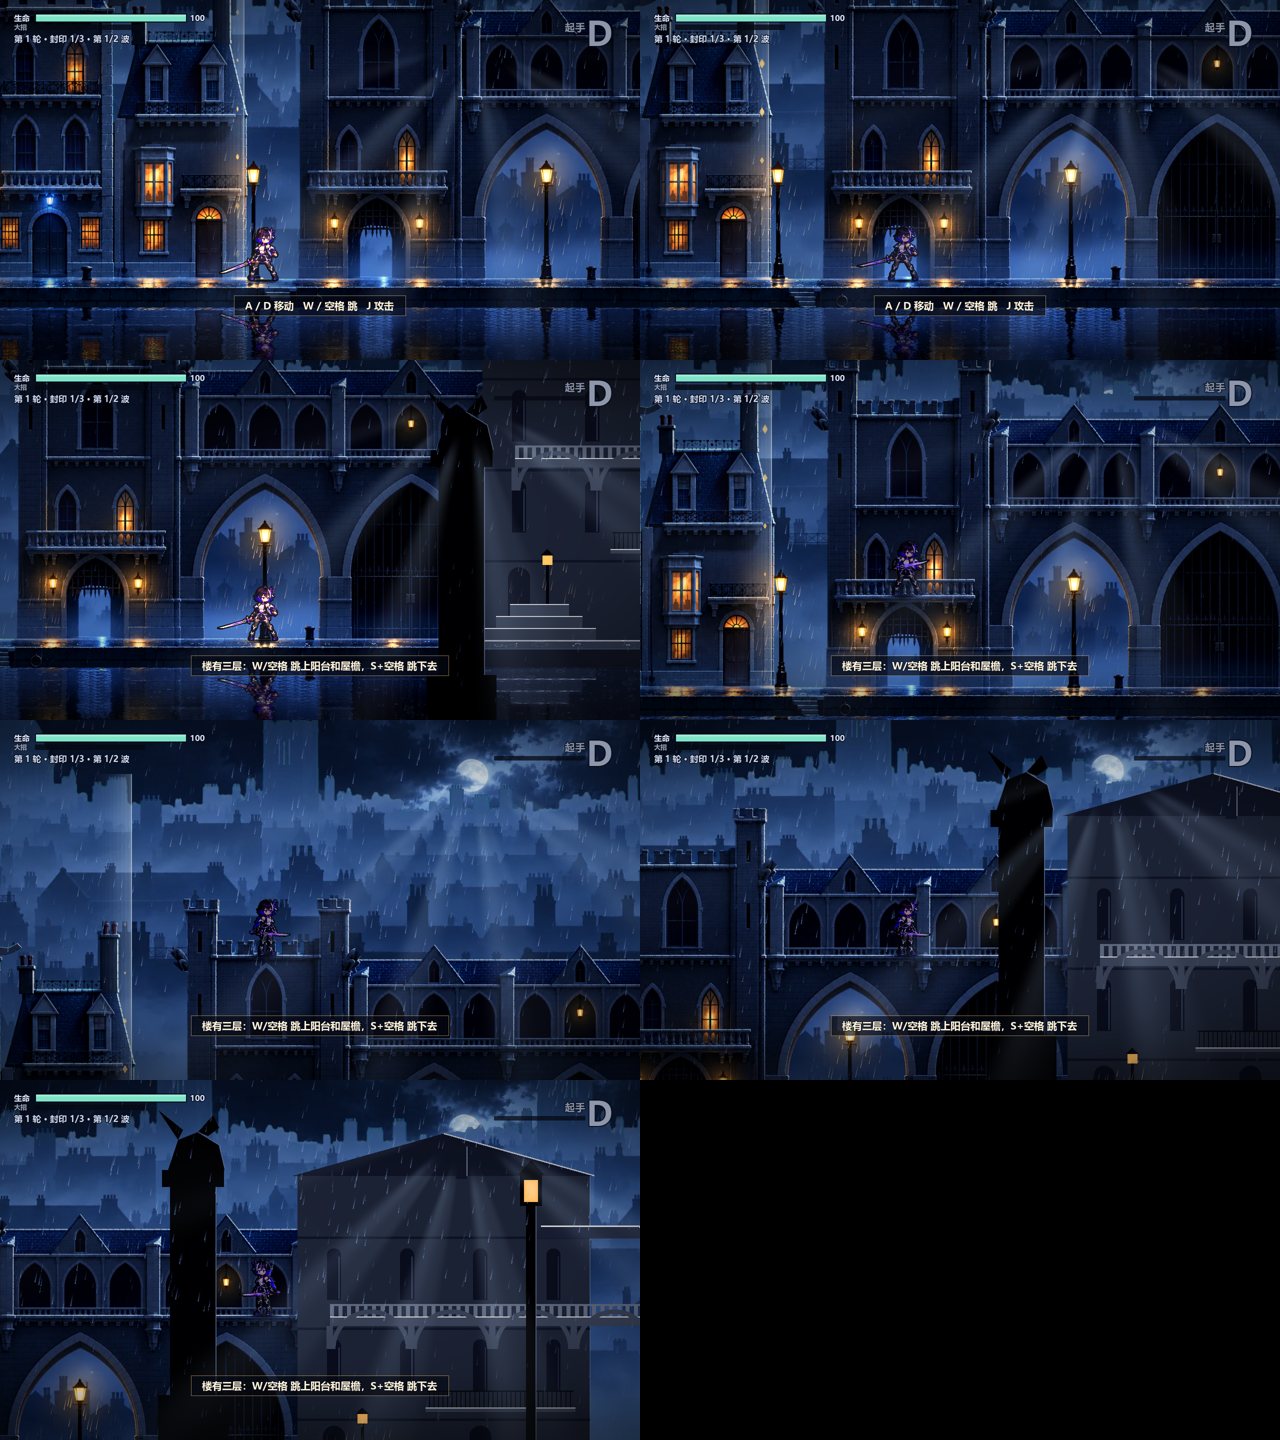 生命 100
大招
第 1 轮 · 封印 1/3 · 第 1/2 波
起手 D
A / D 移动 W / 空格 跳 J 攻击
生命 100
大招
第 1 轮 · 封印 1/3 · 第 1/2 波
起手 D
A / D 移动 W / 空格 跳 J 攻击
生命 100
大招
第 1 轮 · 封印 1/3 · 第 1/2 波
起手 D
楼有三层：W/空格 跳上阳台和屋檐，S+空格 跳下去
生命 100
大招
第 1 轮 · 封印 1/3 · 第 1/2 波
起手 D
楼有三层：W/空格 跳上阳台和屋檐，S+空格 跳下去
生命 100
大招
第 1 轮 · 封印 1/3 · 第 1/2 波
起手 D
楼有三层：W/空格 跳上阳台和屋檐，S+空格 跳下去
生命 100
大招
第 1 轮 · 封印 1/3 · 第 1/2 波
起手 D
楼有三层：W/空格 跳上阳台和屋檐，S+空格 跳下去
生命 100
大招
第 1 轮 · 封印 1/3 · 第 1/2 波
起手 D
楼有三层：W/空格 跳上阳台和屋檐，S+空格 跳下去